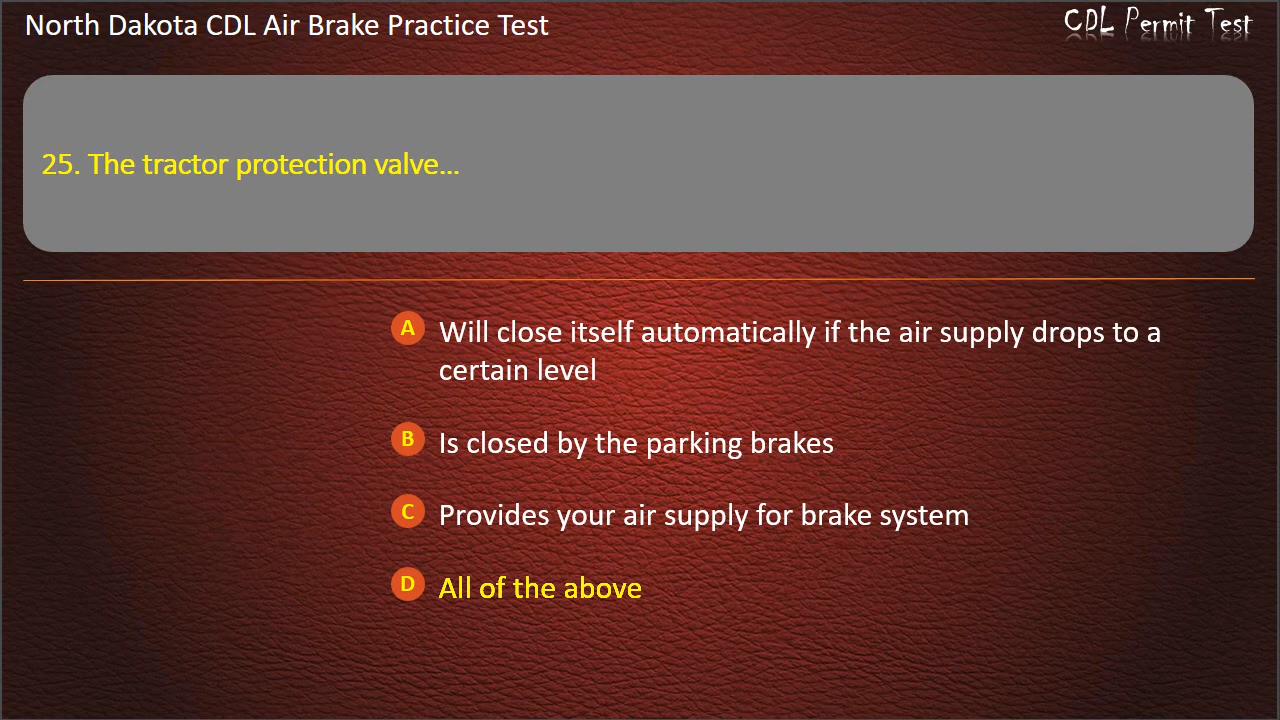 North Dakota CDL Air Brake Practice Test
CDL Permit Test
25. The tractor protection valve...
A Will close itself automatically if the air supply drops to a
certain level
B Is closed by the parking brakes
C Provides your air supply for brake system
D All of the above